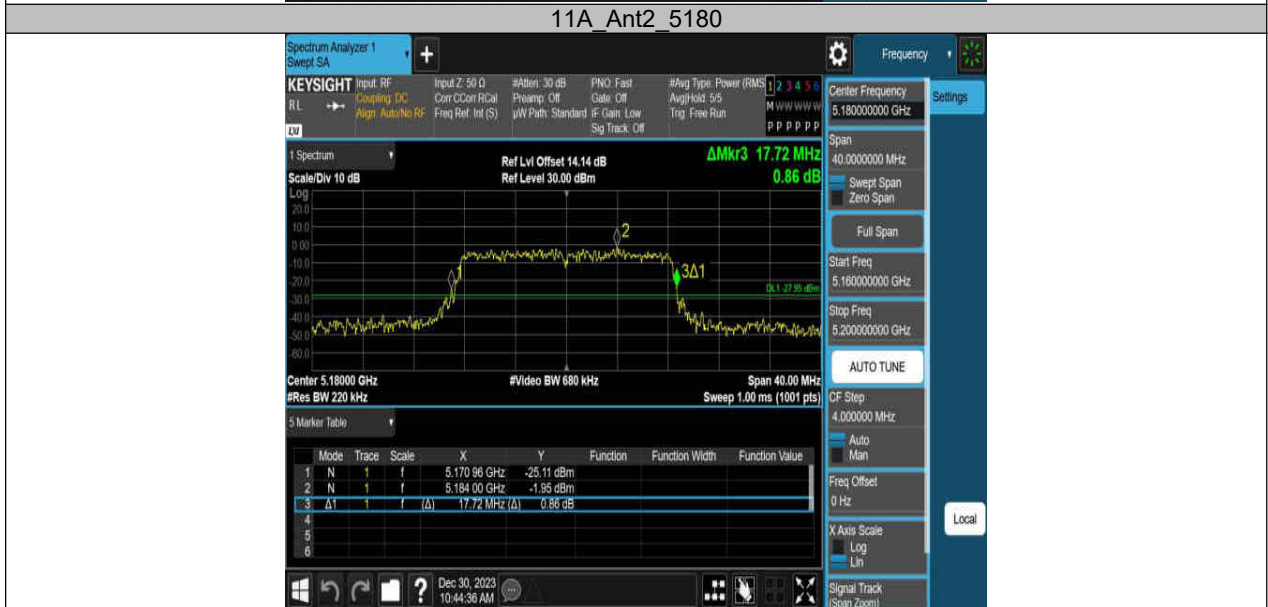 11A_Ant2_5180
Spectrum Analyzer 1
Swept SA
+
Frequency
KEYSIGHT
RL
LXI
Input: RF
Coupling: DC
Align: Auto/No RF
Input Z: 50 Ω
Corr CCorr RCal
Freq Ref: Int (S)
#Atten: 30 dB
Preamp: Off
µW Path: Standard
PNO: Fast
Gate: Off
IF Gain: Low
Sig Track: Off
#Avg Type: Power (RMS
Avg|Hold: 5/5
Trig: Free Run
1 2 3 4 5 6
M W W W W W
P P P P P P
Center Frequency
5.180000000 GHz
Settings
Span
40.0000000 MHz
Swept Span
Zero Span
Full Span
Start Freq
5.160000000 GHz
Stop Freq
5.200000000 GHz
AUTO TUNE
CF Step
4.000000 MHz
Auto
Man
Freq Offset
0 Hz
X Axis Scale
Log
Lin
Signal Track
(Span Zoom)
Local
1 Spectrum
Scale/Div 10 dB
Ref Lvl Offset 14.14 dB
Ref Level 30.00 dBm
ΔMkr3 17.72 MHz
0.86 dB
Log
20.0
10.0
0.00
-10.0
-20.0
-30.0
-40.0
-50.0
-60.0
1
2
3Δ1
DL1 -27.95 dBm
Center 5.18000 GHz
#Video BW 680 kHz
Span 40.00 MHz
#Res BW 220 kHz
Sweep 1.00 ms (1001 pts)
5 Marker Table
Mode Trace Scale X Y Function Function Width Function Value
1 N 1 f 5.170 96 GHz -25.11 dBm
2 N 1 f 5.184 00 GHz -1.95 dBm
3 Δ1 1 f (Δ) 17.72 MHz (Δ) 0.86 dB
4
5
6
?
Dec 30, 2023
10:44:36 AM